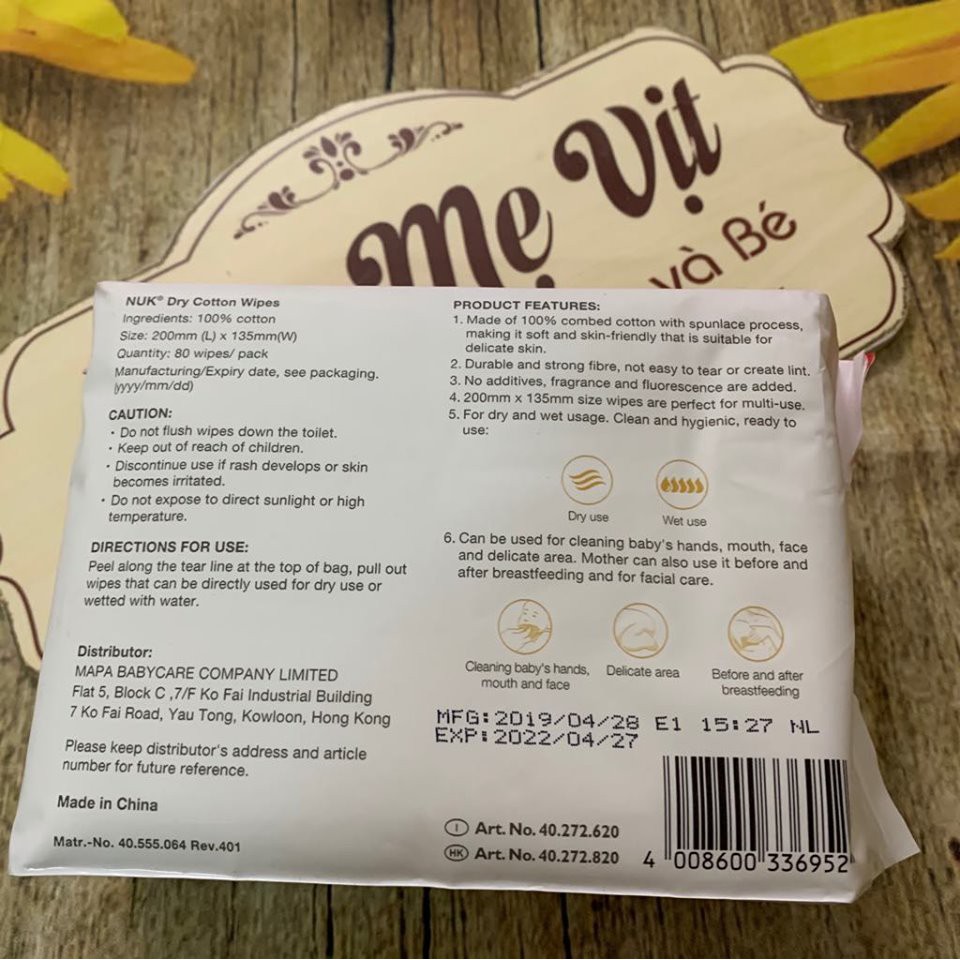 Mẹ Vịt
và Bé
NUK® Dry Cotton Wipes
Ingredients: 100% cotton
Size: 200mm (L) x 135mm(W)
Quantity: 80 wipes/ pack
Manufacturing/Expiry date, see packaging.
(yyyy/mm/dd)
CAUTION:
• Do not flush wipes down the toilet.
• Keep out of reach of children.
• Discontinue use if rash develops or skin
becomes irritated.
• Do not expose to direct sunlight or high
temperature.
DIRECTIONS FOR USE:
Peel along the tear line at the top of bag, pull out
wipes that can be directly used for dry use or
wetted with water.
Distributor:
MAPA BABYCARE COMPANY LIMITED
Flat 5, Block C ,7/F Ko Fai Industrial Building
7 Ko Fai Road, Yau Tong, Kowloon, Hong Kong
Please keep distributor's address and article
number for future reference.
Made in China
Matr.-No. 40.555.064 Rev.401
PRODUCT FEATURES:
1. Made of 100% combed cotton with spunlace process,
making it soft and skin-friendly that is suitable for
delicate skin.
2. Durable and strong fibre, not easy to tear or create lint.
3. No additives, fragrance and fluorescence are added.
4. 200mm x 135mm size wipes are perfect for multi-use.
5. For dry and wet usage. Clean and hygienic, ready to
use:
Dry use
Wet use
6. Can be used for cleaning baby's hands, mouth, face
and delicate area. Mother can also use it before and
after breastfeeding and for facial care.
Cleaning baby's hands,
mouth and face
Delicate area
Before and after
breastfeeding
MFG:2019/04/28 E1 15:27 NL
EXP:2022/04/27
I Art. No. 40.272.620
HK Art. No. 40.272.820
4 008600 336952